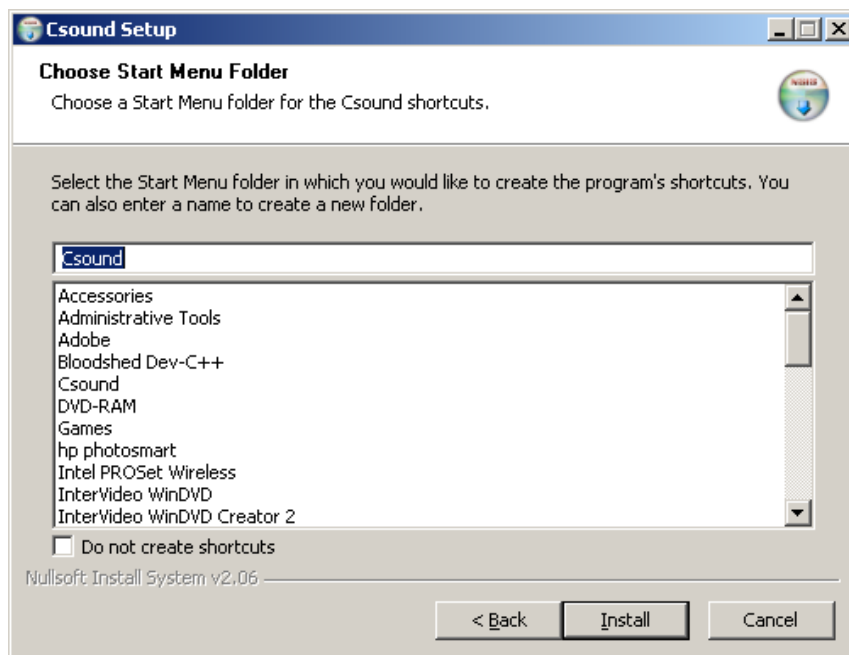 Csound Setup
Choose Start Menu Folder
Choose a Start Menu folder for the Csound shortcuts.
Select the Start Menu folder in which you would like to create the program's shortcuts. You
can also enter a name to create a new folder.
Csound
Accessories
Administrative Tools
Adobe
Bloodshed Dev-C++
Csound
DVD-RAM
Games
hp photosmart
Intel PROSet Wireless
InterVideo WinDVD
InterVideo WinDVD Creator 2
Do not create shortcuts
Nullsoft Install System v2.06
< Back
Install
Cancel